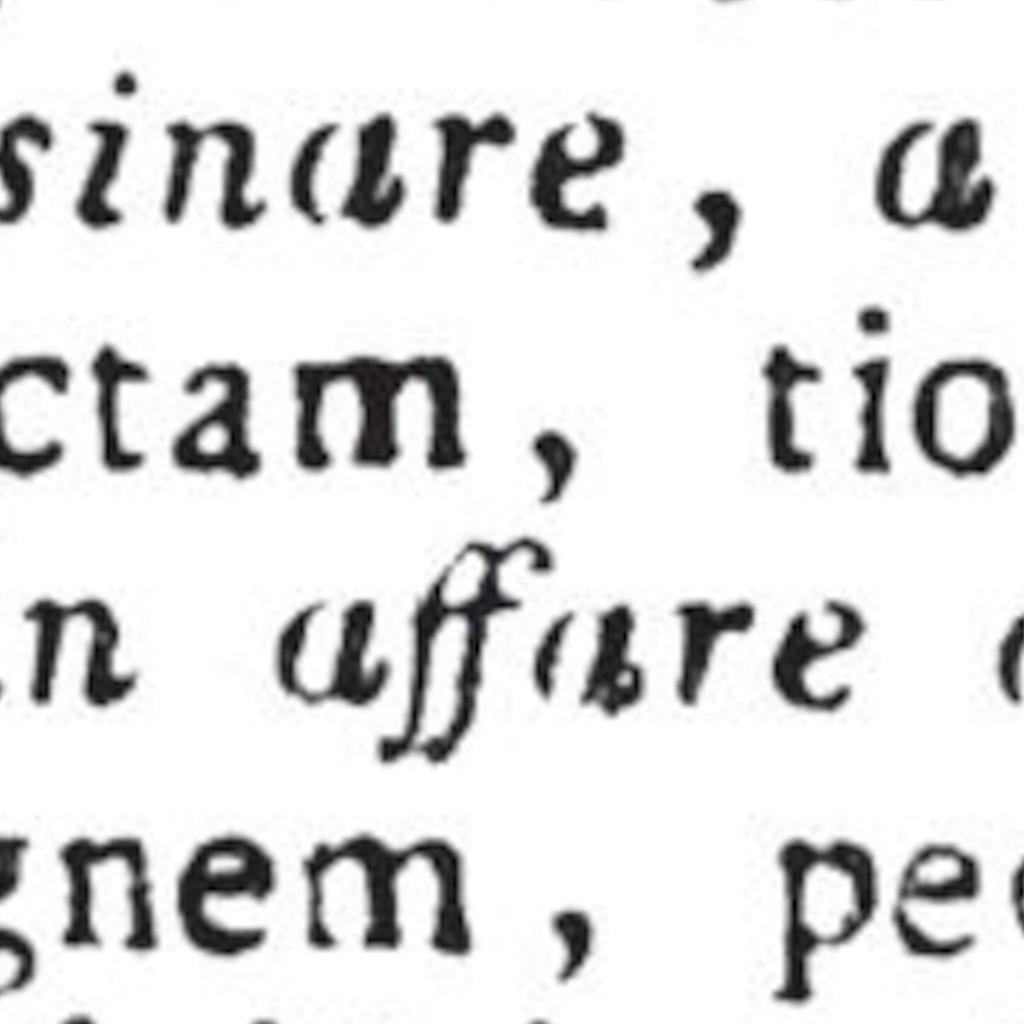 sinare, a
ctam, tio
n affare
gnem, pe